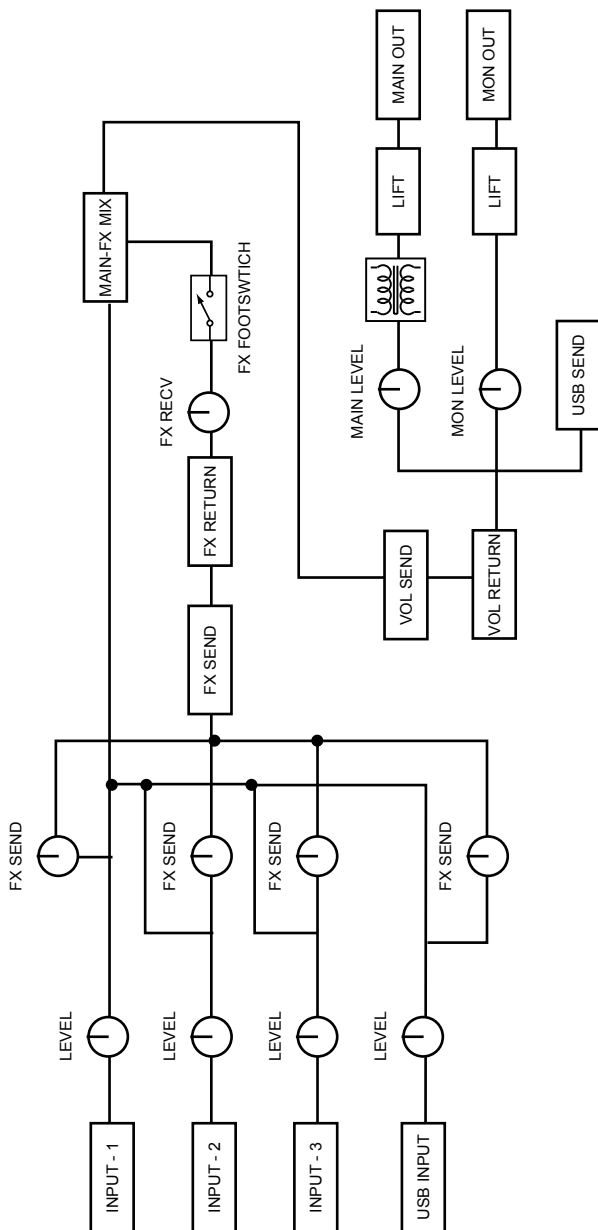 INPUT - 1
INPUT - 2
INPUT - 3
USB INPUT
LEVEL
LEVEL
LEVEL
LEVEL
FX SEND
FX SEND
FX SEND
FX SEND
FX SEND
FX RETURN
FX RECV
FX FOOTSWTICH
MAIN-FX MIX
VOL SEND
VOL RETURN
MAIN LEVEL
MON LEVEL
USB SEND
LIFT
LIFT
MAIN OUT
MON OUT